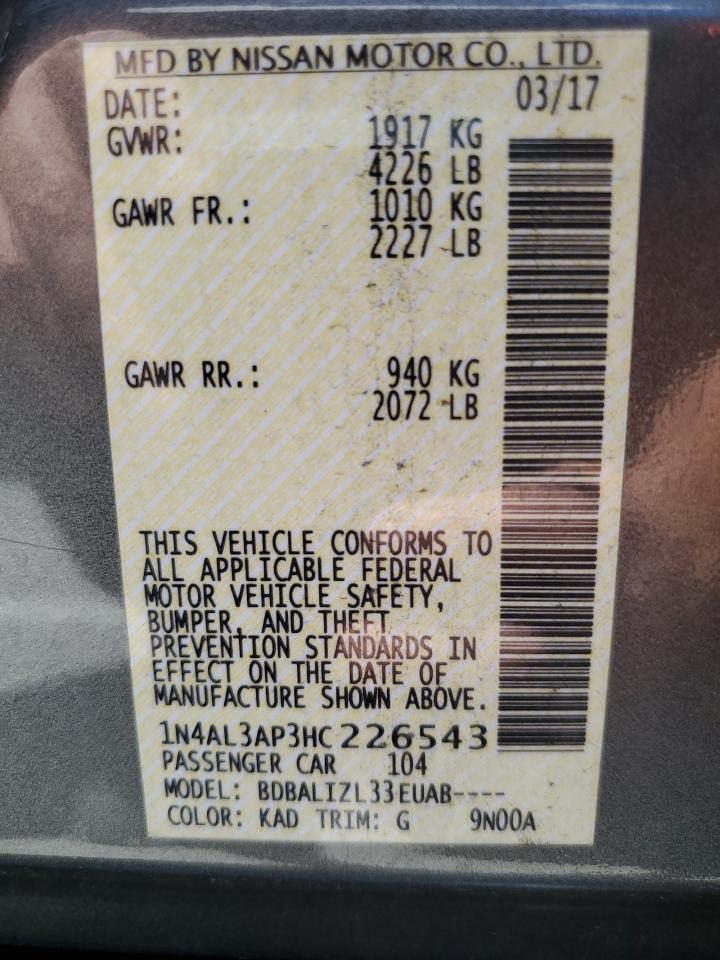 MFD BY NISSAN MOTOR CO., LTD.
DATE: 03/17
GVWR: 1917 KG
4226 LB
GAWR FR.: 1010 KG
2227 LB
GAWR RR.: 940 KG
2072 LB
THIS VEHICLE CONFORMS TO
ALL APPLICABLE FEDERAL
MOTOR VEHICLE SAFETY,
BUMPER, AND THEFT
PREVENTION STANDARDS IN
EFFECT ON THE DATE OF
MANUFACTURE SHOWN ABOVE.
1N4AL3AP3HC226543
PASSENGER CAR 104
MODEL: BDBALIZL33EUAB----
COLOR: KAD TRIM: G 9N00A